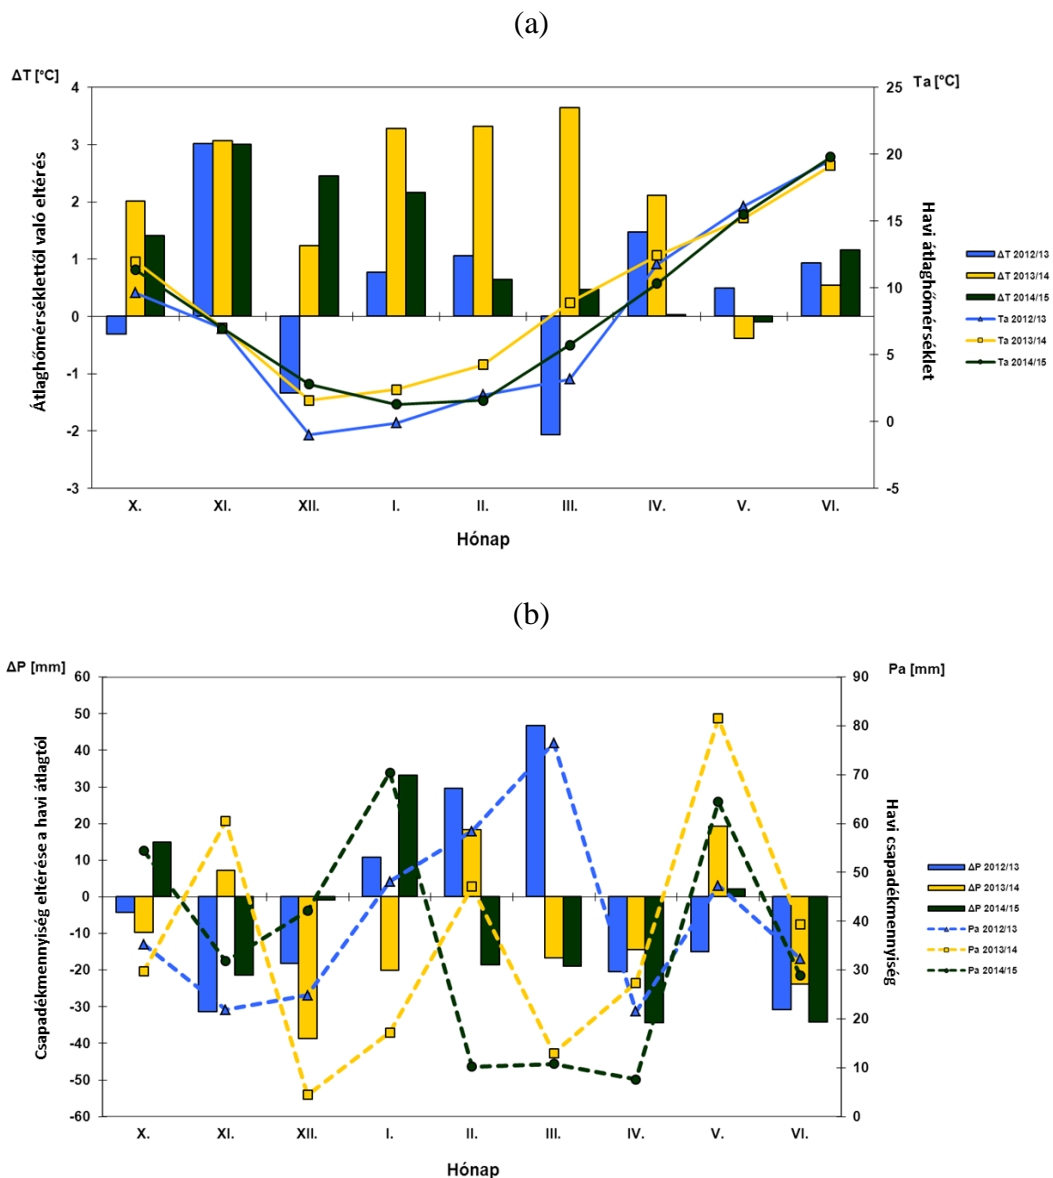 (a)
ΔT [°C]
Ta [°C]
4
3
2
1
0
-1
-2
-3
Átlaghőmérséklettől való eltérés
25
20
15
10
5
0
-5
Havi átlaghőmérséklet
X. XI. XII. I. II. III. IV. V. VI.
Hónap
ΔT 2012/13
ΔT 2013/14
ΔT 2014/15
Ta 2012/13
Ta 2013/14
Ta 2014/15
(b)
ΔP [mm]
Pa [mm]
60
50
40
30
20
10
0
-10
-20
-30
-40
-50
-60
Csapadékmennyiség eltérése a havi átlagtól
90
80
70
60
50
40
30
20
10
0
Havi csapadékmennyiség
X. XI. XII. I. II. III. IV. V. VI.
Hónap
ΔP 2012/13
ΔP 2013/14
ΔP 2014/15
Pa 2012/13
Pa 2013/14
Pa 2014/15